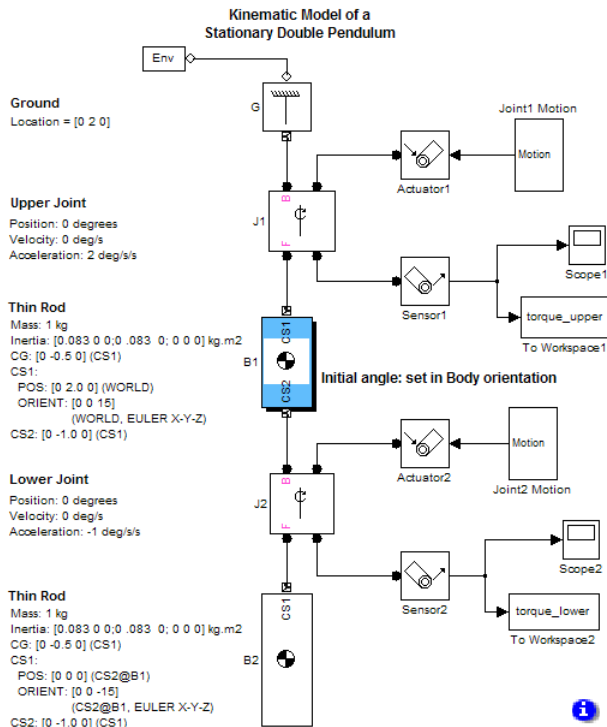 Kinematic Model of a
Stationary Double Pendulum
Env
Ground
Location = [0 2 0]
G
Joint1 Motion
Motion
Actuator1
Upper Joint
Position: 0 degrees
Velocity: 0 deg/s
Acceleration: 2 deg/s/s
B
J1
F
Sensor1
Scope1
torque_upper
To Workspace1
Thin Rod
Mass: 1 kg
Inertia: [0.083 0 0;0 .083  0; 0 0 0] kg.m2
CG: [0 -0.5 0] (CS1)
CS1:
POS: [0 2.0 0] (WORLD)
ORIENT: [0 0 15]
(WORLD, EULER X-Y-Z)
CS2: [0 -1.0 0] (CS1)
CS1
B1
CS2
Initial angle: set in Body orientation
Motion
Joint2 Motion
Actuator2
Lower Joint
Position: 0 degrees
Velocity: 0 deg/s
Acceleration: -1 deg/s/s
B
J2
F
Sensor2
Scope2
torque_lower
To Workspace2
Thin Rod
Mass: 1 kg
Inertia: [0.083 0 0;0 .083  0; 0 0 0] kg.m2
CG: [0 -0.5 0] (CS1)
CS1:
POS: [0 0 0] (CS2@B1)
ORIENT: [0 0 -15]
(CS2@B1, EULER X-Y-Z)
CS2: [0 -1.0 0] (CS1)
CS1
B2
i